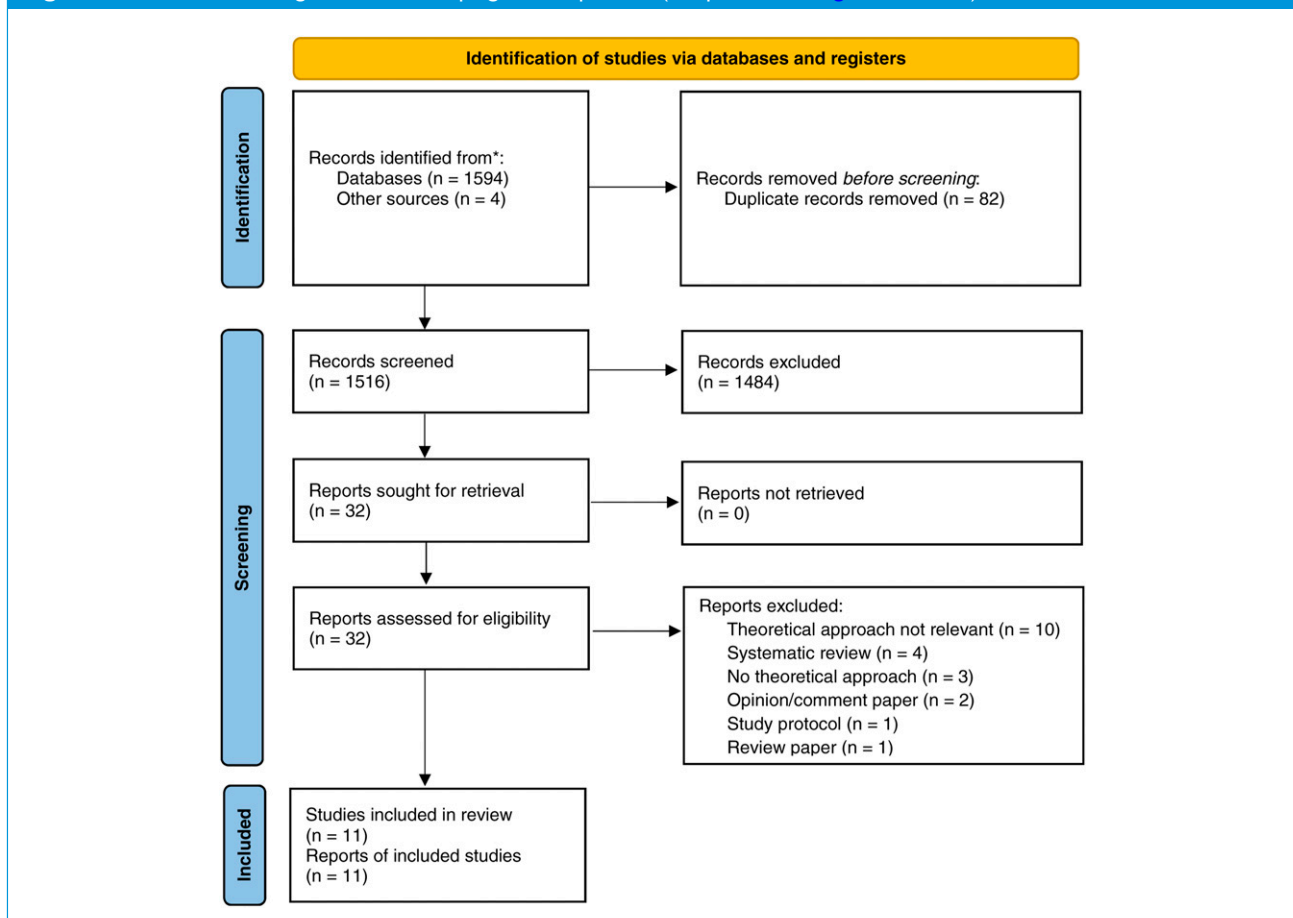 Identification of studies via databases and registers
Identification
Records identified from*:
Databases (n = 1594)
Other sources (n = 4)
Records removed before screening:
Duplicate records removed (n = 82)
Screening
Records screened
(n = 1516)
Records excluded
(n = 1484)
Reports sought for retrieval
(n = 32)
Reports not retrieved
(n = 0)
Reports assessed for eligibility
(n = 32)
Reports excluded:
Theoretical approach not relevant (n = 10)
Systematic review (n = 4)
No theoretical approach (n = 3)
Opinion/comment paper (n = 2)
Study protocol (n = 1)
Review paper (n = 1)
Included
Studies included in review
(n = 11)
Reports of included studies
(n = 11)